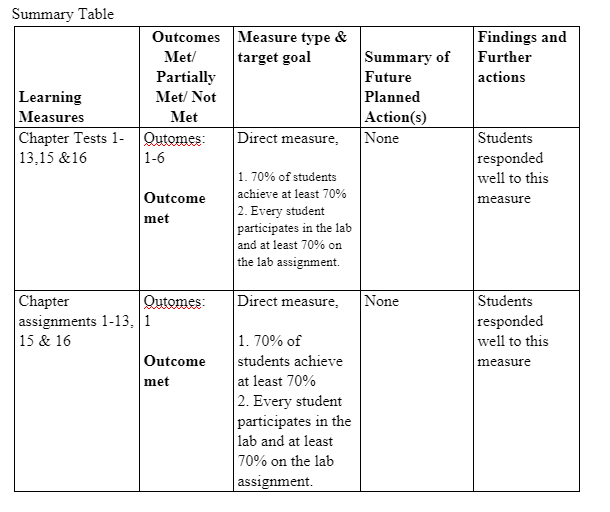 Summary Table
Learning
Measures
Outcomes
Met/
Partially
Met/ Not
Met
Measure type &
target goal
Summary of
Future
Planned
Action(s)
Findings and
Further
actions
Chapter Tests 1-
13,15 &16
Qutomes:
1-6
Outcome
met
Direct measure,
1. 70% of students
achieve at least 70%
2. Every student
participates in the lab
and at least 70% on
the lab assignment.
None
Students
responded
well to this
measure
Chapter
assignments 1-13,
15 & 16
Qutomes:
1
Outcome
met
Direct measure,
1. 70% of
students achieve
at least 70%
2. Every student
participates in the
lab and at least
70% on the lab
assignment.
None
Students
responded
well to this
measure